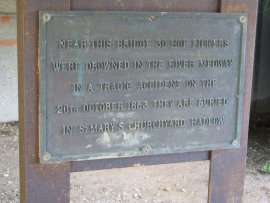 NEAR THIS BRIDGE 30 HOP PICKERS
WERE DROWNED IN THE RIVER MEDWAY
IN A TRAGIC ACCIDENT ON THE
20TH OCTOBER 1853 THEY ARE BURIED
IN ST MARY'S CHURCHYARD HADLOW